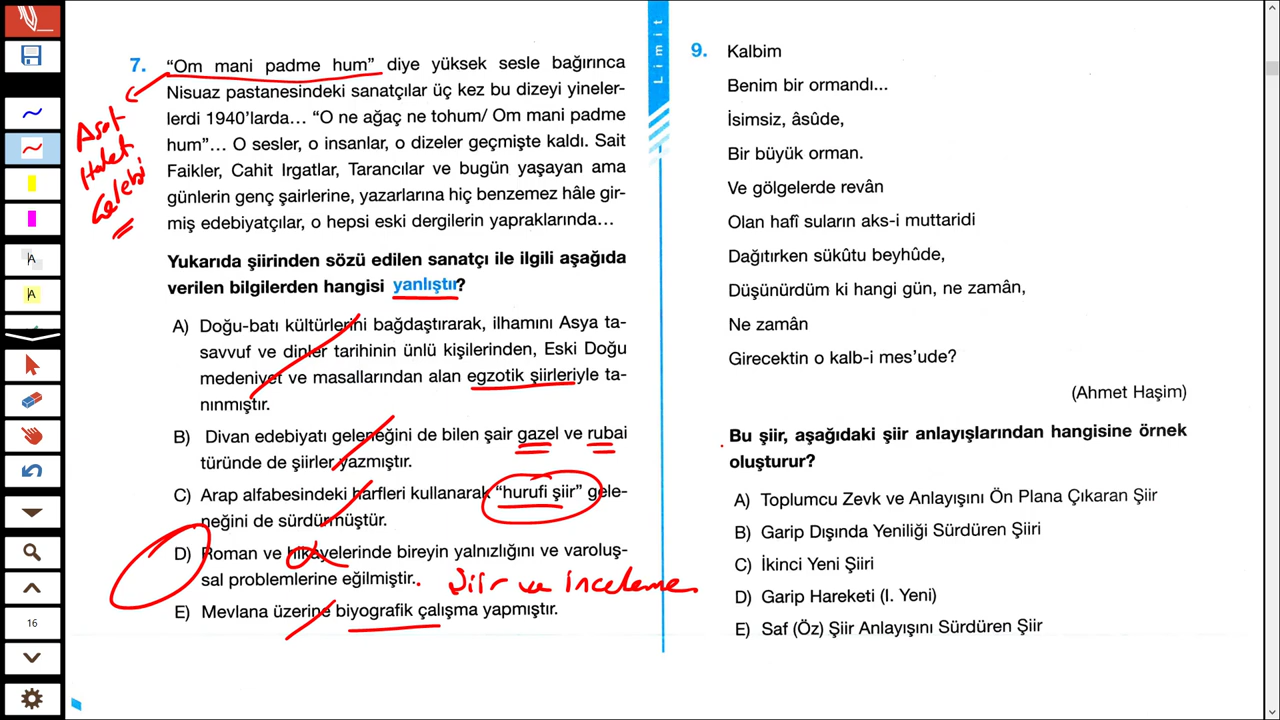 7. “Om mani padme hum” diye yüksek sesle bağırınca
Nisuaz pastanesindeki sanatçılar üç kez bu dizeyi yineler-
lerdi 1940’larda... “O ne ağaç ne tohum/ Om mani padme
hum”... O sesler, o insanlar, o dizeler geçmişte kaldı. Sait
Faikler, Cahit Irgatlar, Tarancılar ve bugün yaşayan ama
günlerin genç şairlerine, yazarlarına hiç benzemez hâle gir-
miş edebiyatçılar, o hepsi eski dergilerin yapraklarında...
Asaf
Halet
Çelebi
Yukarıda şiirinden sözü edilen sanatçı ile ilgili aşağıda
verilen bilgilerden hangisi yanlıştır?
A) Doğu-batı kültürlerini bağdaştırarak, ilhamını Asya ta-
savvuf ve dinler tarihinin ünlü kişilerinden, Eski Doğu
medeniyet ve masallarından alan egzotik şiirleriyle ta-
nınmıştır.
B) Divan edebiyatı geleneğini de bilen şair gazel ve rubai
türünde de şiirler yazmıştır.
C) Arap alfabesindeki harfleri kullanarak “hurufi şiir” gele-
neğini de sürdürmüştür.
D) Roman ve hikâyelerinde bireyin yalnızlığını ve varoluş-
sal problemlerine eğilmiştir.
Şiir ve inceleme
E) Mevlana üzerine biyografik çalışma yapmıştır.
Limit
9. Kalbim
Benim bir ormandı...
İsimsiz, âsûde,
Bir büyük orman.
Ve gölgelerde revân
Olan hafî suların aks-i muttaridi
Dağıtırken sükûtu beyhûde,
Düşünürdüm ki hangi gün, ne zamân,
Ne zamân
Girecektin o kalb-i mes’ude?
(Ahmet Haşim)
Bu şiir, aşağıdaki şiir anlayışlarından hangisine örnek
oluşturur?
A) Toplumcu Zevk ve Anlayışını Ön Plana Çıkaran Şiir
B) Garip Dışında Yeniliği Sürdüren Şiiri
C) İkinci Yeni Şiiri
D) Garip Hareketi (I. Yeni)
E) Saf (Öz) Şiir Anlayışını Sürdüren Şiir
A
A
16